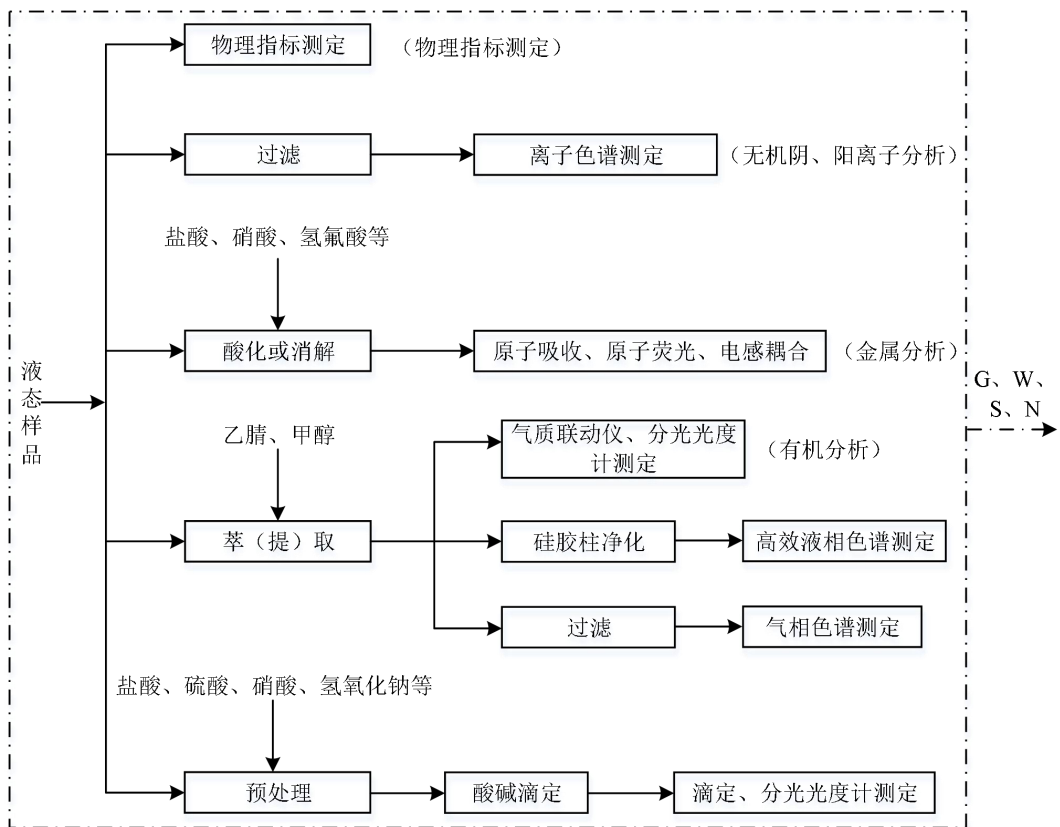 物理指标测定
（物理指标测定）
过滤
离子色谱测定
（无机阴、阳离子分析）
盐酸、硝酸、氢氟酸等
酸化或消解
原子吸收、原子荧光、电感耦合
（金属分析）
液态样品
G、W、
S、N
乙腈、甲醇
气质联动仪、分光光度
计测定
（有机分析）
萃（提）取
硅胶柱净化
高效液相色谱测定
过滤
气相色谱测定
盐酸、硫酸、硝酸、氢氧化钠等
预处理
酸碱滴定
滴定、分光光度计测定